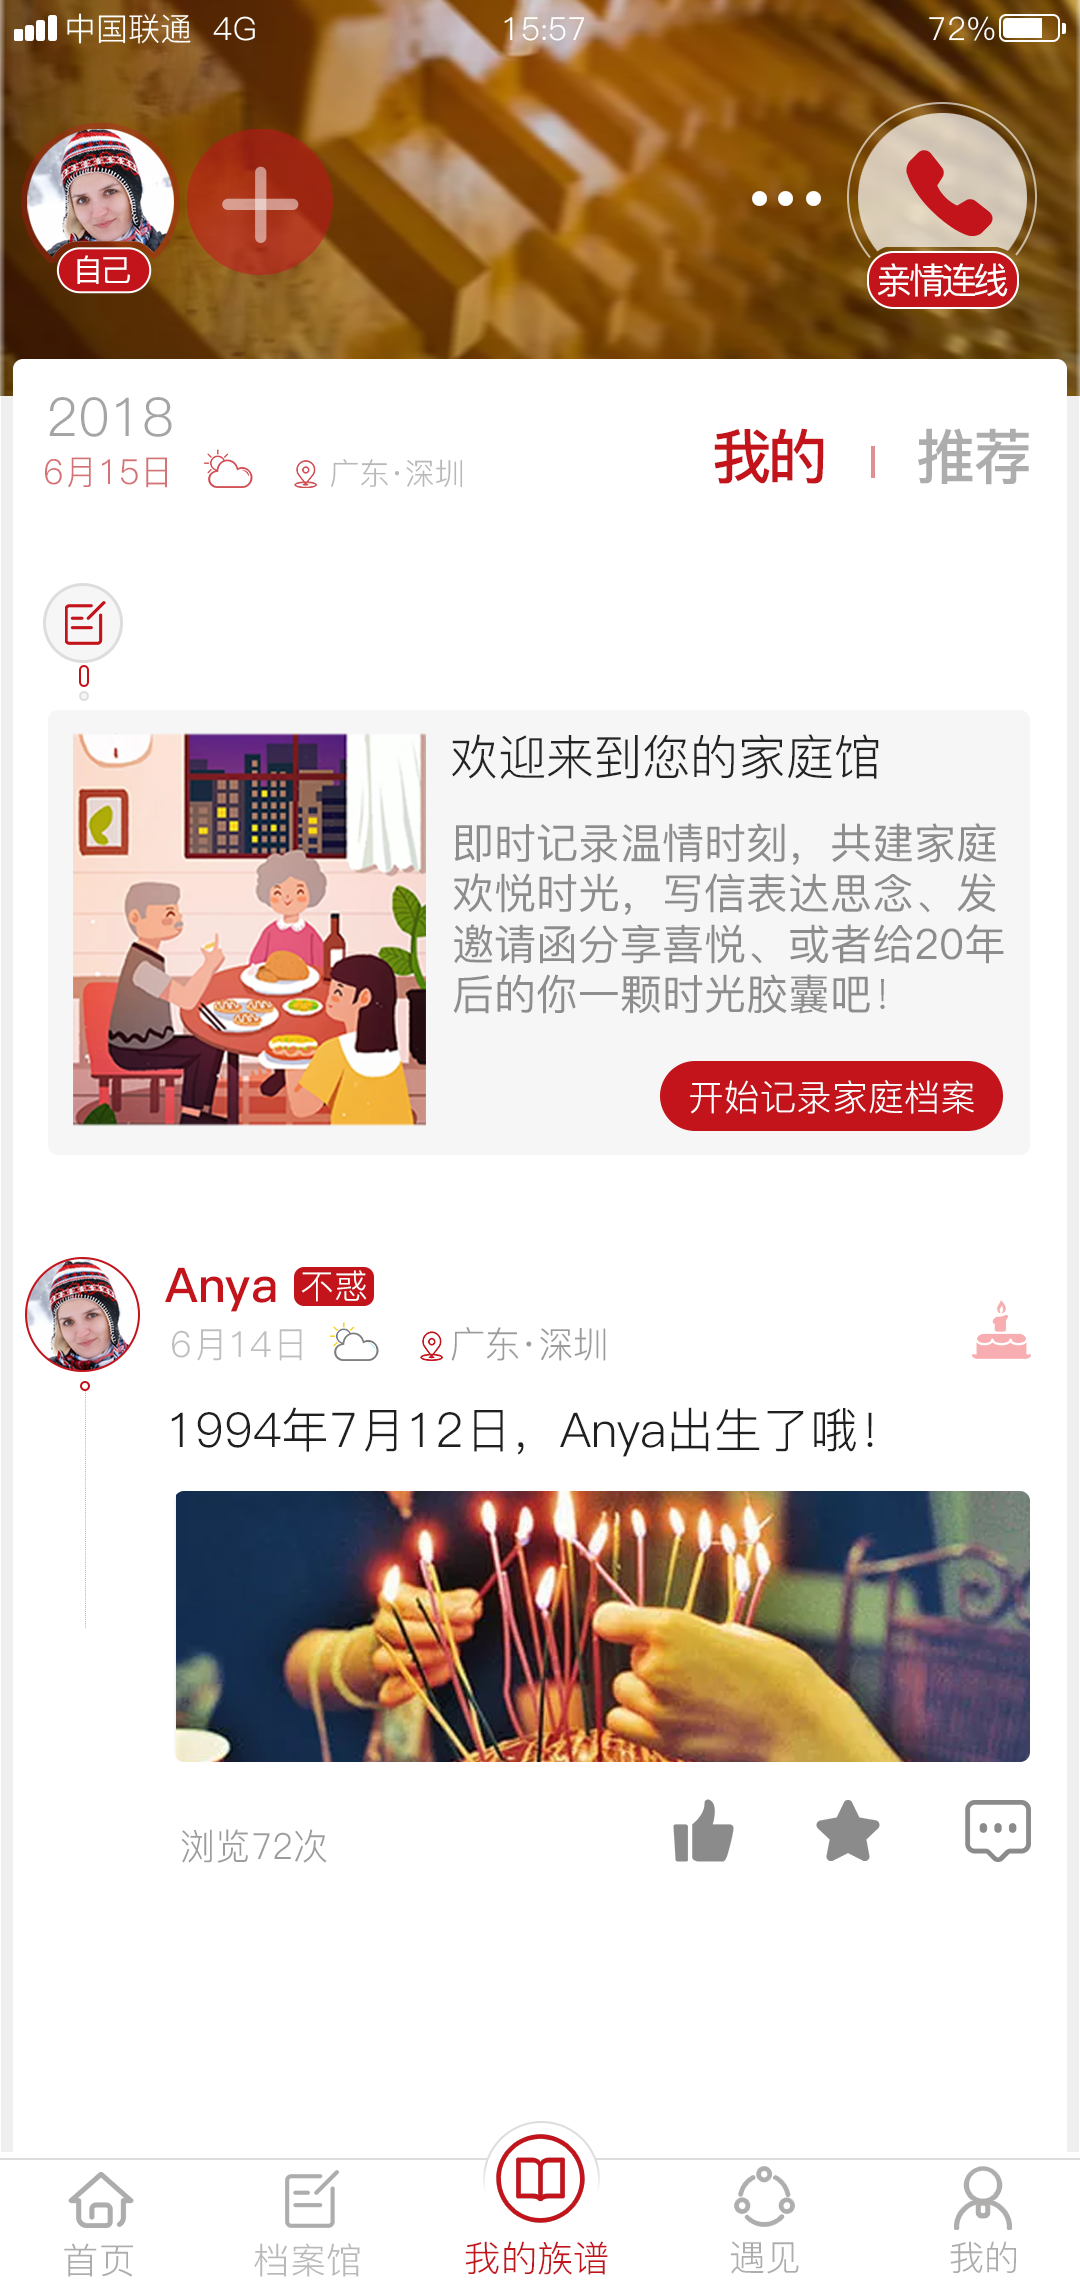 中国联通 4G 15:57 72%
自己
亲情连线
2018
6月15日 广东·深圳
我的 推荐
欢迎来到您的家庭馆
即时记录温情时刻，共建家庭
欢悦时光，写信表达思念、发
邀请函分享喜悦、或者给20年
后的你一颗时光胶囊吧！
开始记录家庭档案
Anya 不惑
6月14日 广东·深圳
1994年7月12日，Anya出生了哦！
浏览72次
首页 档案馆 我的族谱 遇见 我的